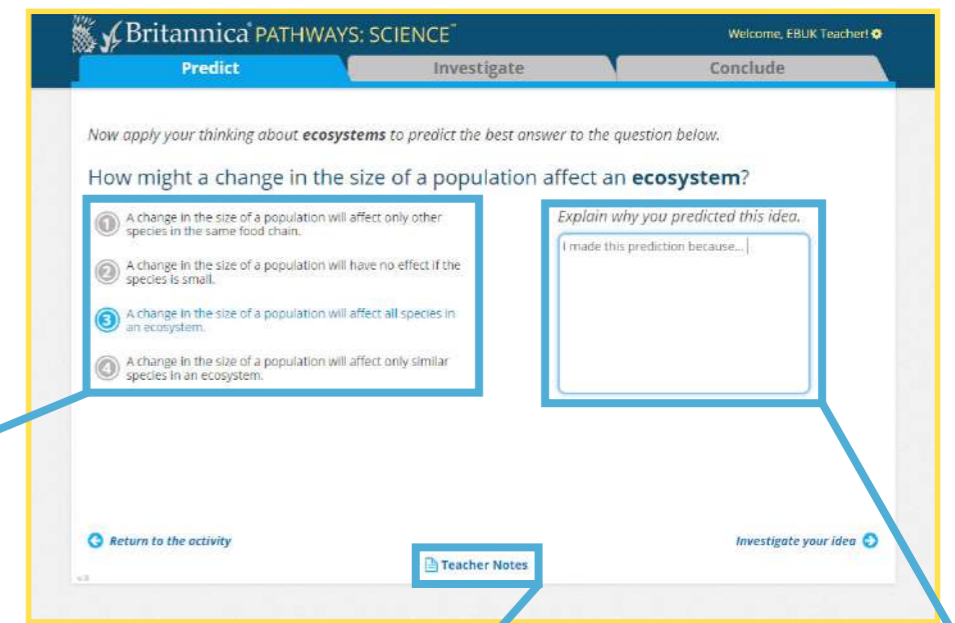 Britannica® PATHWAYS: SCIENCE™
Welcome, EBUK Teacher!
Predict
Investigate
Conclude
Now apply your thinking about ecosystems to predict the best answer to the question below.
How might a change in the size of a population affect an ecosystem?
1 A change in the size of a population will affect only other
species in the same food chain.
2 A change in the size of a population will have no effect if the
species is small.
3 A change in the size of a population will affect all species in
an ecosystem.
4 A change in the size of a population will affect only similar
species in an ecosystem.
Explain why you predicted this idea.
I made this prediction because...
Return to the activity
Investigate your idea
Teacher Notes